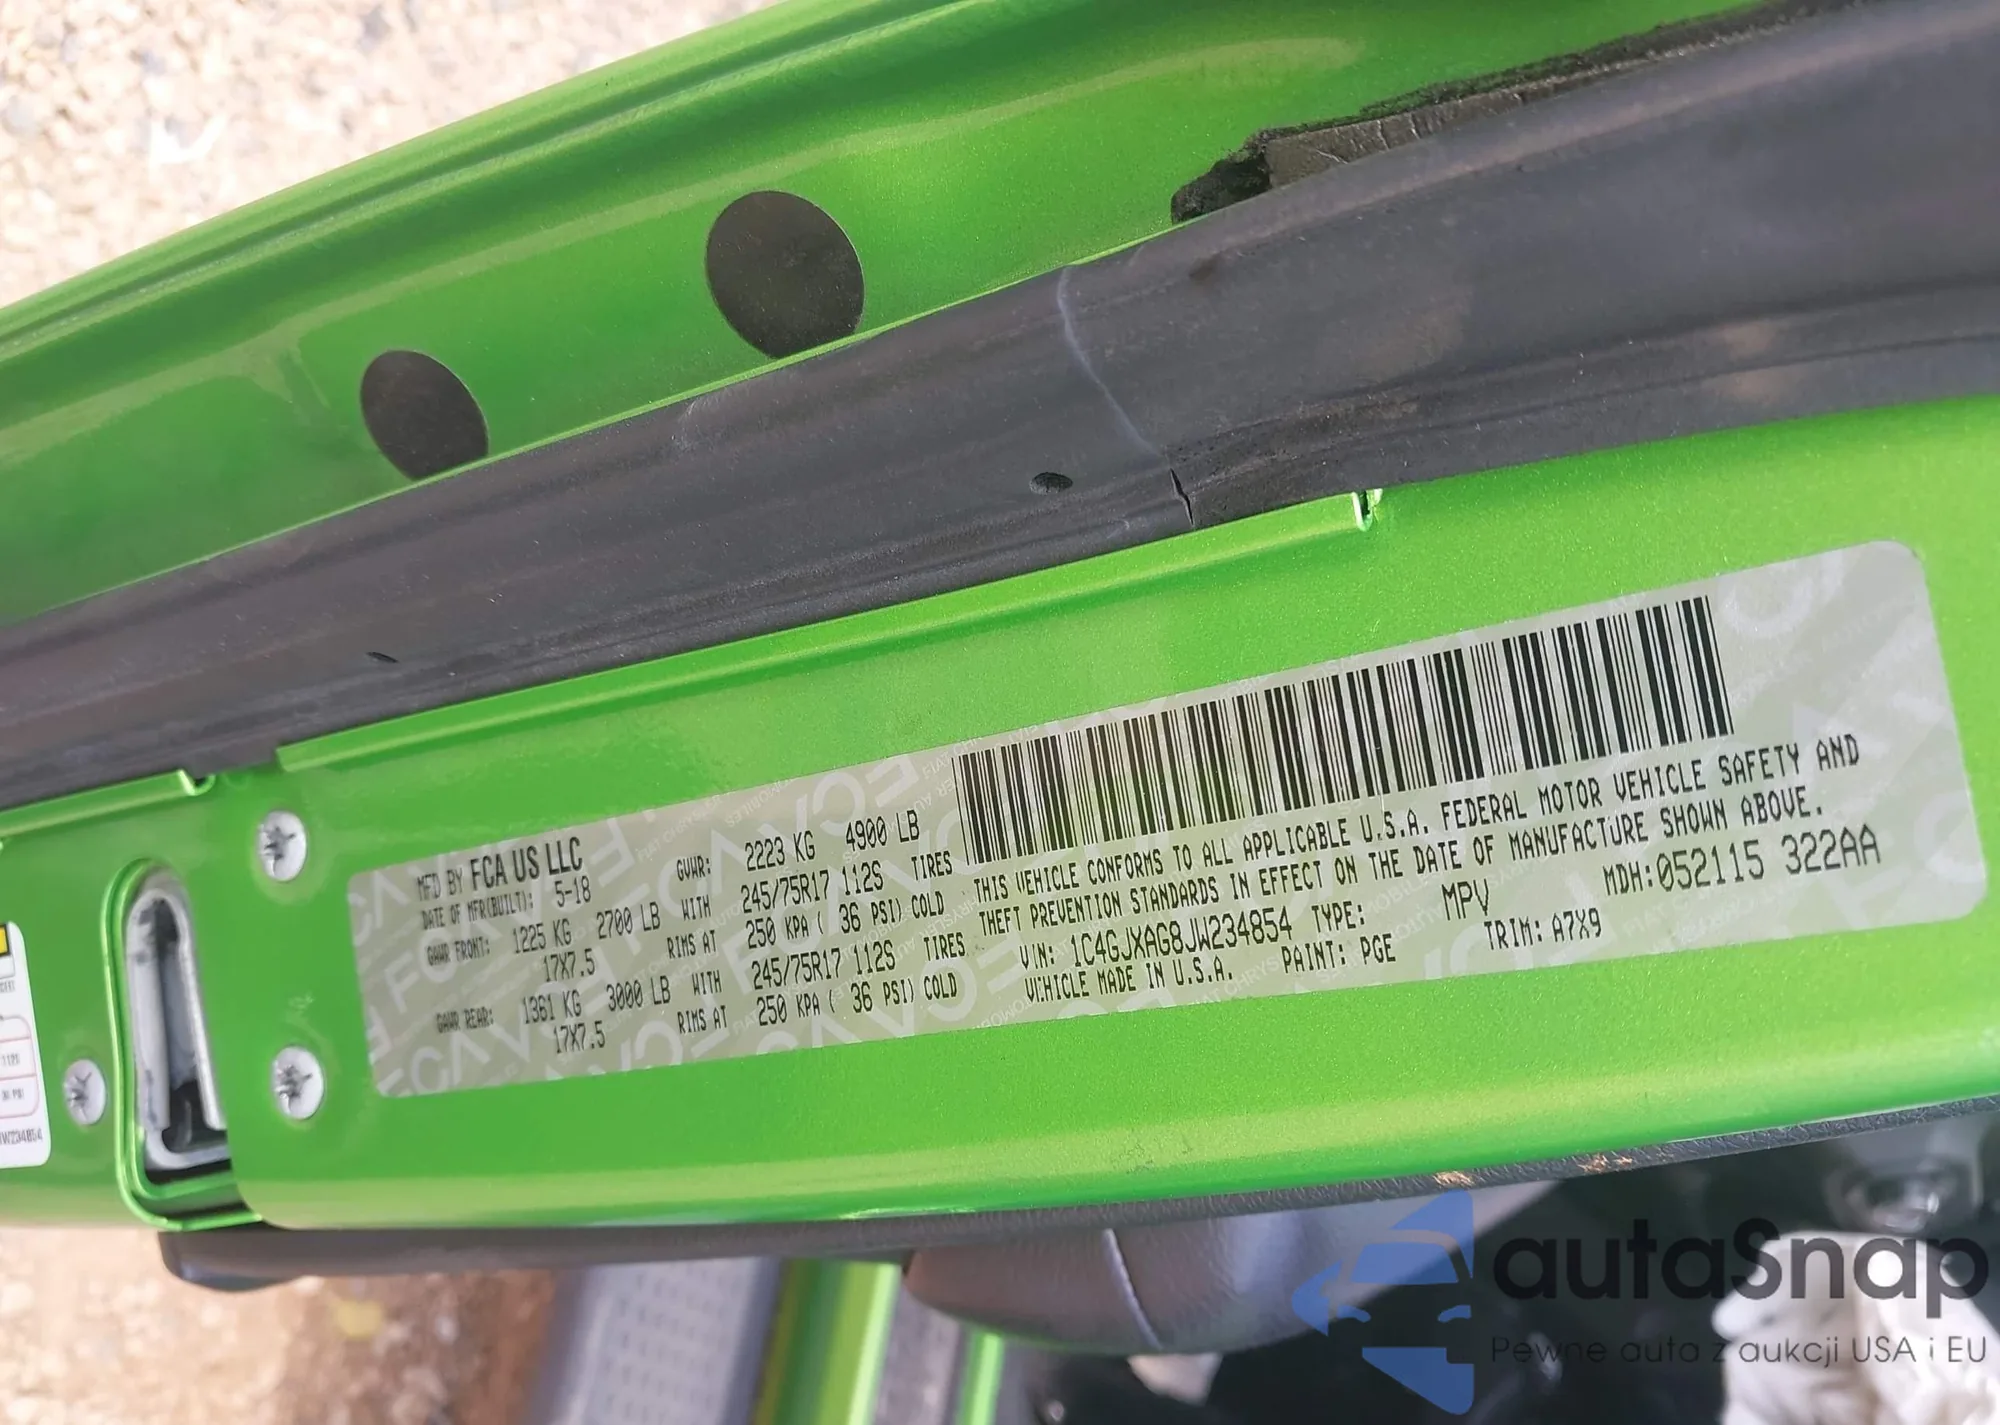 MFD BY FCA US LLC
DATE OF MFR(BUILT): 5-18
GVWR: 2223 KG 4900 LB
GAWR FRONT: 1225 KG 2700 LB WITH 245/75R17 112S TIRES
17X7.5 RIMS AT 250 KPA ( 36 PSI) COLD
GAWR REAR: 1361 KG 3000 LB WITH 245/75R17 112S TIRES
17X7.5 RIMS AT 250 KPA ( 36 PSI) COLD
THIS VEHICLE CONFORMS TO ALL APPLICABLE U.S.A. FEDERAL MOTOR VEHICLE SAFETY AND
THEFT PREVENTION STANDARDS IN EFFECT ON THE DATE OF MANUFACTURE SHOWN ABOVE.
VIN: 1C4GJXAG8JW234854 TYPE: MPV MDH:052115 322AA
VEHICLE MADE IN U.S.A. PAINT: PGE TRIM: A7X9
112S
36 PSI
JW234854
autaSnap
Pewne auta z aukcji USA i EU